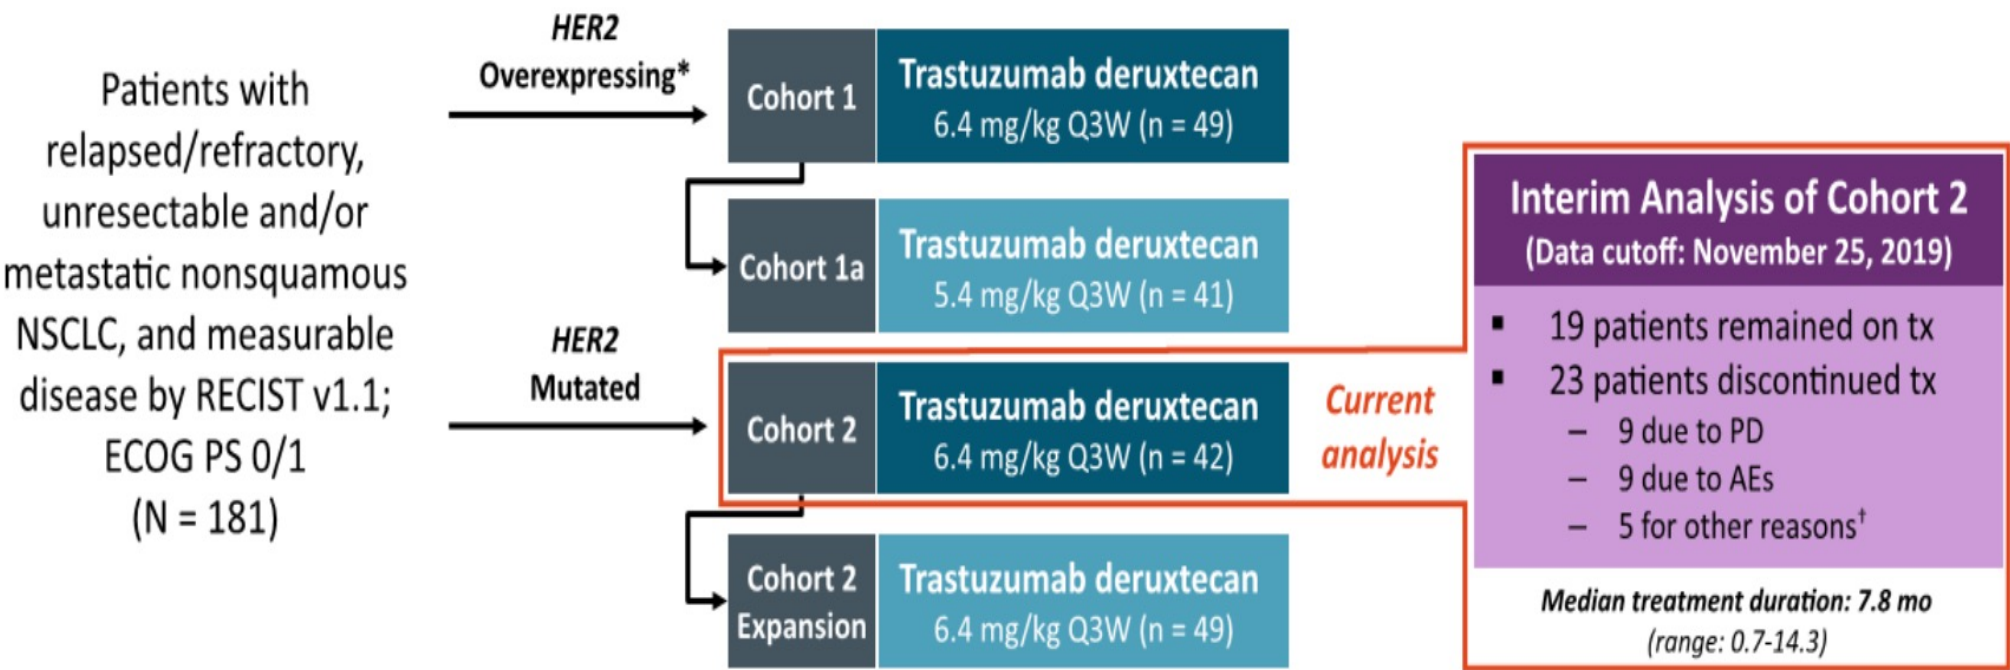 Patients with
relapsed/refractory,
unresectable and/or
metastatic nonsquamous
NSCLC, and measurable
disease by RECIST v1.1;
ECOG PS 0/1
(N = 181)
HER2
Overexpressing*
Cohort 1
Trastuzumab deruxtecan
6.4 mg/kg Q3W (n = 49)
Cohort 1a
Trastuzumab deruxtecan
5.4 mg/kg Q3W (n = 41)
HER2
Mutated
Cohort 2
Trastuzumab deruxtecan
6.4 mg/kg Q3W (n = 42)
Current
analysis
Cohort 2
Expansion
Trastuzumab deruxtecan
6.4 mg/kg Q3W (n = 49)
Interim Analysis of Cohort 2
(Data cutoff: November 25, 2019)
▪ 19 patients remained on tx
▪ 23 patients discontinued tx
– 9 due to PD
– 9 due to AEs
– 5 for other reasons†
Median treatment duration: 7.8 mo
(range: 0.7-14.3)